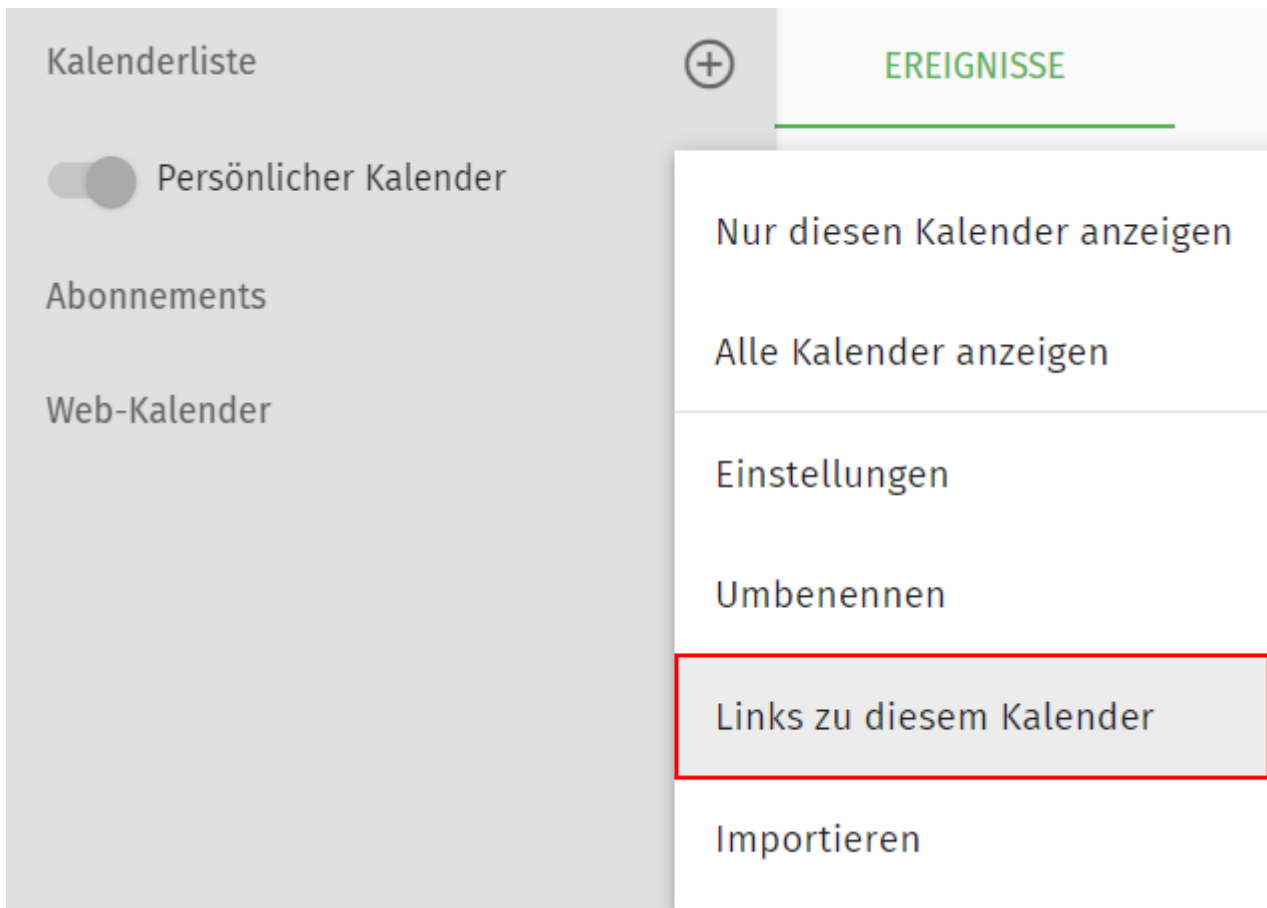 Kalenderliste
EREIGNISSE
Persönlicher Kalender
Abonnements
Web-Kalender
Nur diesen Kalender anzeigen
Alle Kalender anzeigen
Einstellungen
Umbenennen
Links zu diesem Kalender
Importieren